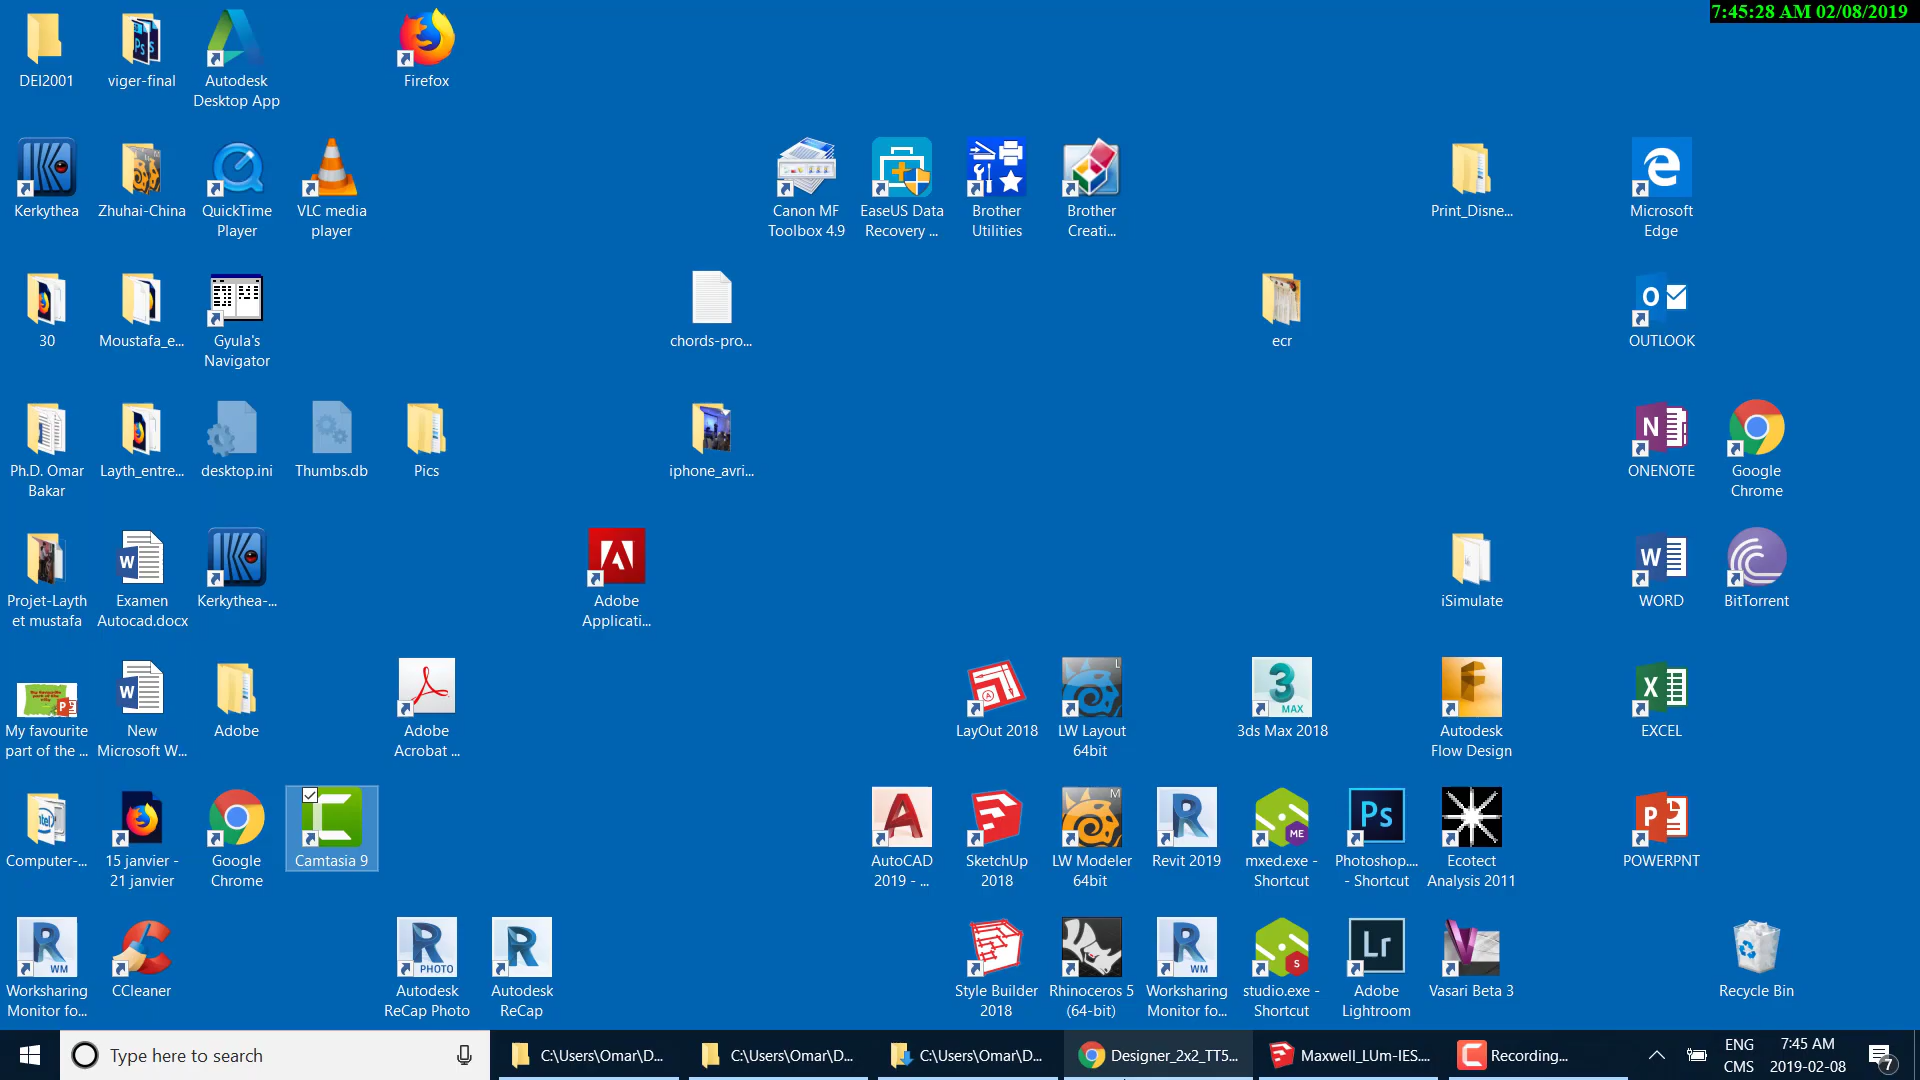 7:45:28 AM 02/08/2019
DEI2001
viger-final
Autodesk
Desktop App
Firefox
Kerkythea
Zhuhai-China
QuickTime
Player
VLC media
player
Canon MF
Toolbox 4.9
EaseUS Data
Recovery ...
Brother
Utilities
Brother
Creati...
Print_Disne...
Microsoft
Edge
30
Moustafa_e...
Gyula's
Navigator
chords-pro...
ecr
OUTLOOK
Ph.D. Omar
Bakar
Layth_entre...
desktop.ini
Thumbs.db
Pics
iphone_avri...
ONENOTE
Google
Chrome
Projet-Layth
et mustafa
Examen
Autocad.docx
Kerkythea-...
Adobe
Applicati...
iSimulate
WORD
BitTorrent
My favourite
part of the ...
New
Microsoft W...
Adobe
Adobe
Acrobat ...
LayOut 2018
LW Layout
64bit
MAX
3ds Max 2018
Autodesk
Flow Design
EXCEL
Computer-...
15 janvier -
21 janvier
Google
Chrome
Camtasia 9
AutoCAD
2019 - ...
SketchUp
2018
LW Modeler
64bit
Revit 2019
ME
mxed.exe -
Shortcut
Ps
Photoshop....
- Shortcut
Ecotect
Analysis 2011
POWERPNT
WM
Worksharing
Monitor fo...
CCleaner
PHOTO
Autodesk
ReCap Photo
Autodesk
ReCap
Style Builder
2018
Rhinoceros 5
(64-bit)
WM
Worksharing
Monitor fo...
S
studio.exe -
Shortcut
Lr
Adobe
Lightroom
Vasari Beta 3
Recycle Bin
Type here to search
C:\Users\Omar\D...
C:\Users\Omar\D...
C:\Users\Omar\D...
Designer_2x2_TT5...
Maxwell_LUm-IES....
Recording...
ENG
CMS
7:45 AM
2019-02-08
7